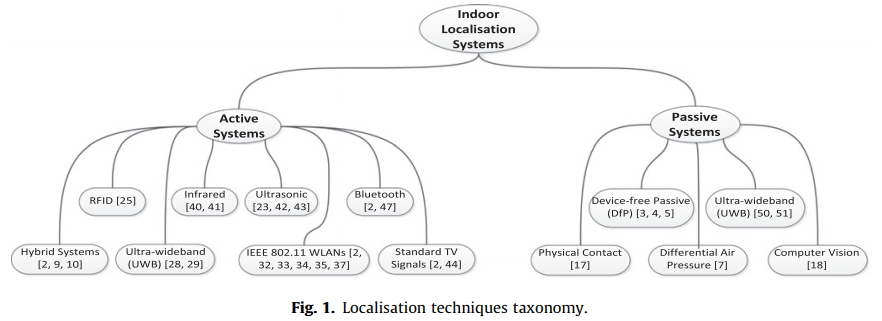 Indoor
Localisation
Systems
Active
Systems
Passive
Systems
RFID [25]
Infrared
[40, 41]
Ultrasonic
[23, 42, 43]
Bluetooth
[2, 47]
Device-free Passive
(DfP) [3, 4, 5]
Ultra-wideband
(UWB) [50, 51]
Hybrid Systems
[2, 9, 10]
Ultra-wideband
(UWB) [28, 29]
IEEE 802.11 WLANs [2,
32, 33, 34, 35, 37]
Standard TV
Signals [2, 44]
Physical Contact
[17]
Differential Air
Pressure [7]
Computer Vision
[18]
Fig. 1. Localisation techniques taxonomy.